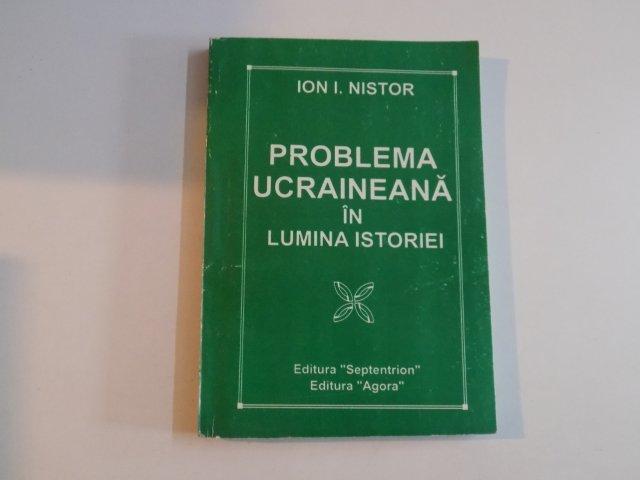 ION I. NISTOR
PROBLEMA
UCRAINEANĂ
ÎN
LUMINA ISTORIEI
Editura "Septentrion"
Editura "Agora"